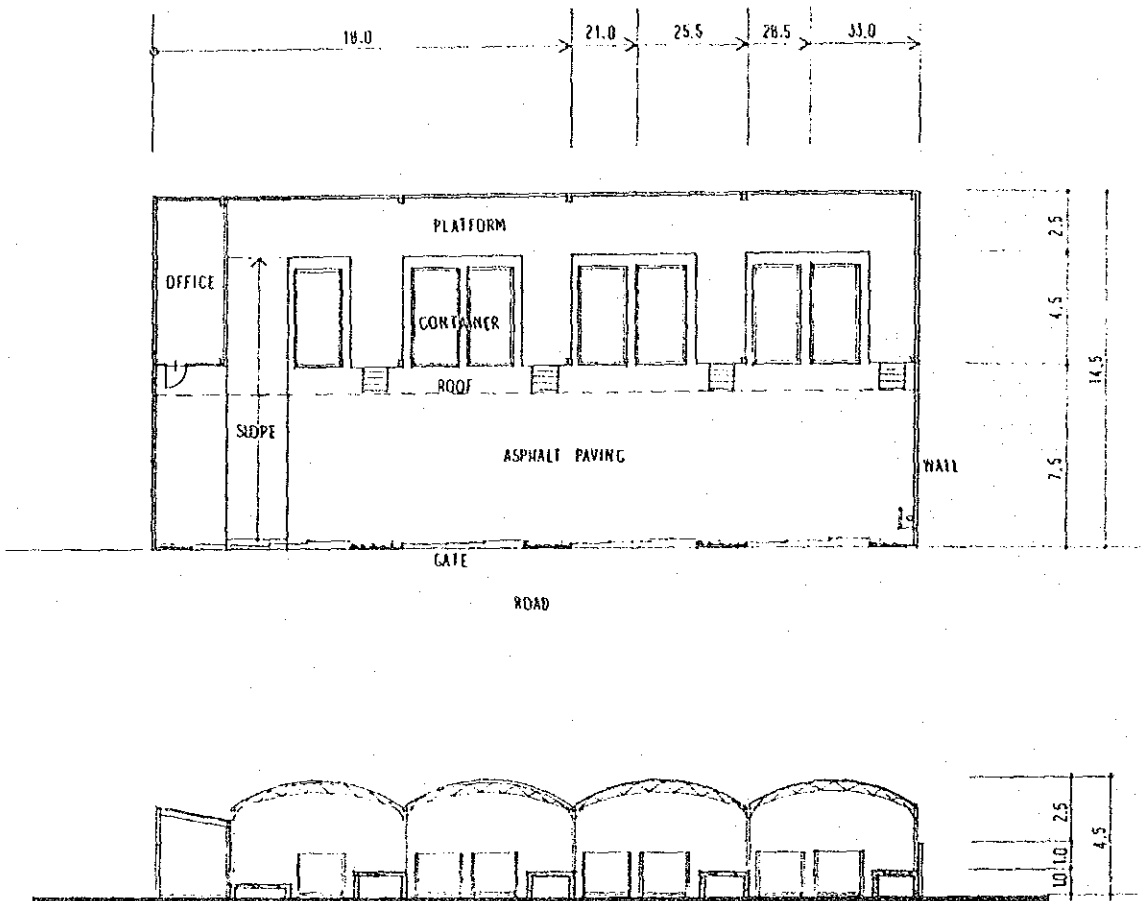 18.0 21.0 25.5 28.5 33.0
PLATFORM
OFFICE
CONTAINER
ROOF
SLOPE
ASPHALT PAVING
WALL
GATE
ROAD
2.5
4.5
7.5
14.5
2.5
1.0
1.0
4.5